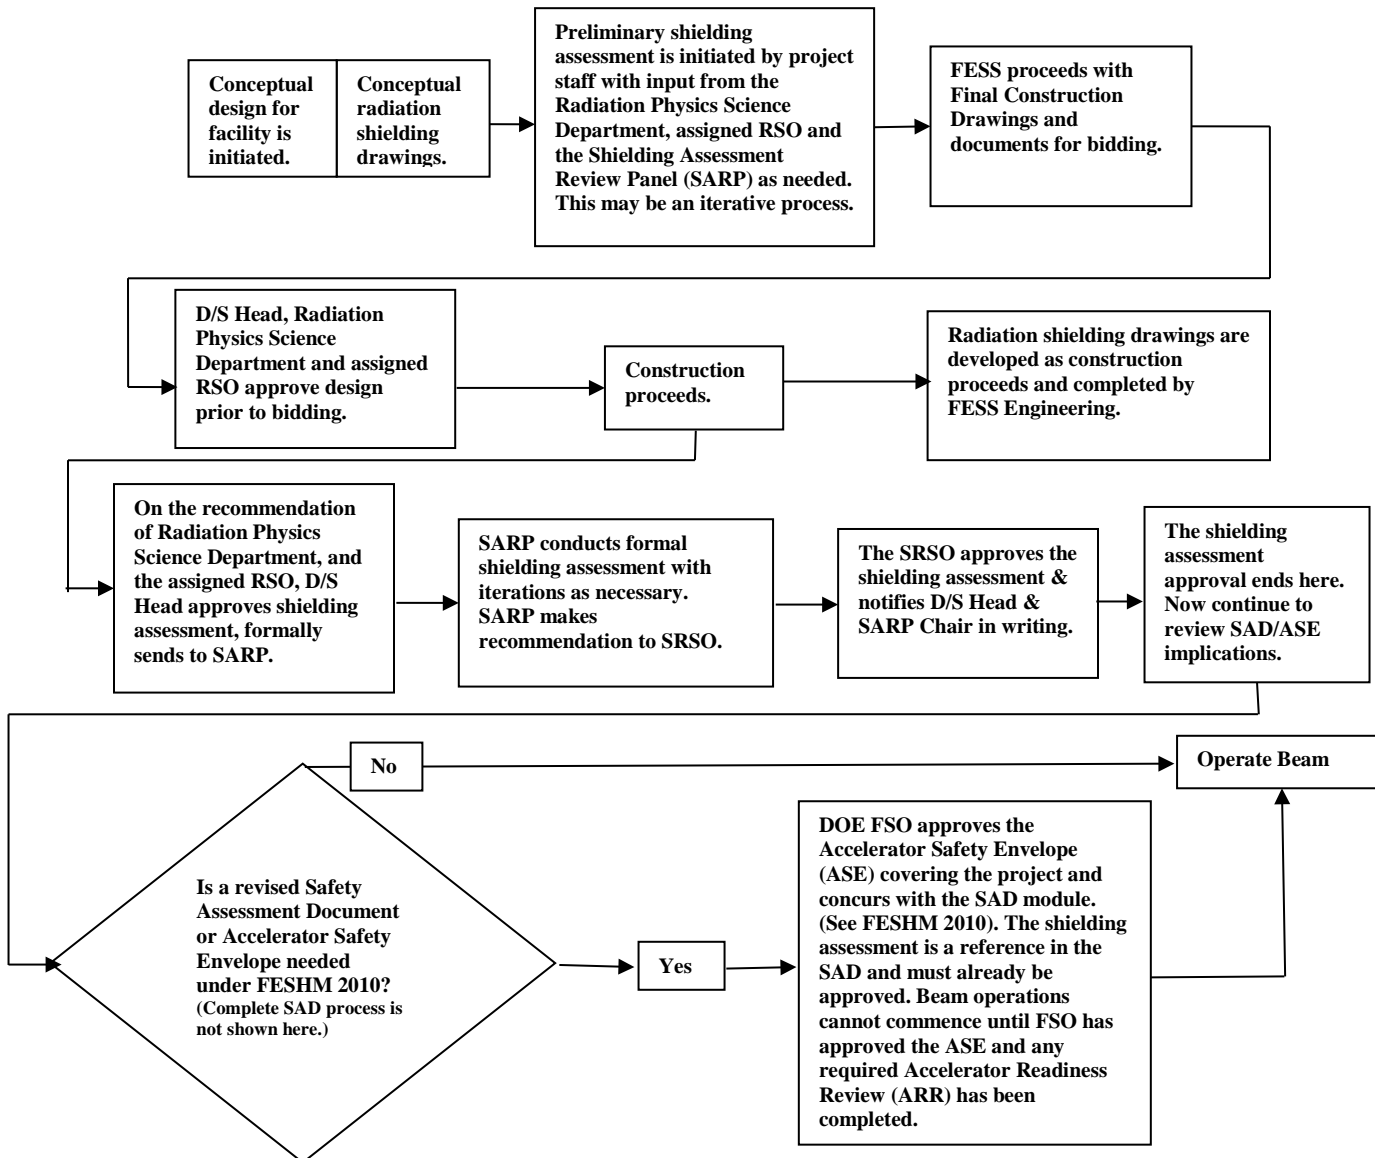 Conceptual
design for
facility is
initiated.
Conceptual
radiation
shielding
drawings.
Preliminary shielding
assessment is initiated by project
staff with input from the
Radiation Physics Science
Department, assigned RSO and
the Shielding Assessment
Review Panel (SARP) as needed.
This may be an iterative process.
FESS proceeds with
Final Construction
Drawings and
documents for bidding.
D/S Head, Radiation
Physics Science
Department and assigned
RSO approve design
prior to bidding.
Construction
proceeds.
Radiation shielding drawings are
developed as construction
proceeds and completed by
FESS Engineering.
On the recommendation
of Radiation Physics
Science Department, and
the assigned RSO, D/S
Head approves shielding
assessment, formally
sends to SARP.
SARP conducts formal
shielding assessment with
iterations as necessary.
SARP makes
recommendation to SRSO.
The SRSO approves the
shielding assessment &
notifies D/S Head &
SARP Chair in writing.
The shielding
assessment
approval ends here.
Now continue to
review SAD/ASE
implications.
No
Operate Beam
Is a revised Safety
Assessment Document
or Accelerator Safety
Envelope needed
under FESHM 2010?
(Complete SAD process is
not shown here.)
Yes
DOE FSO approves the
Accelerator Safety Envelope
(ASE) covering the project and
concurs with the SAD module.
(See FESHM 2010). The shielding
assessment is a reference in the
SAD and must already be
approved. Beam operations
cannot commence until FSO has
approved the ASE and any
required Accelerator Readiness
Review (ARR) has been
completed.